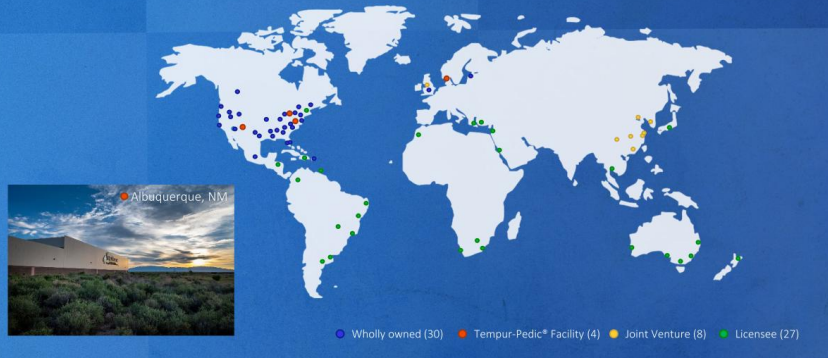 Albuquerque, NM
Wholly owned (30) Tempur-Pedic® Facility (4) Joint Venture (8) Licensee (27)